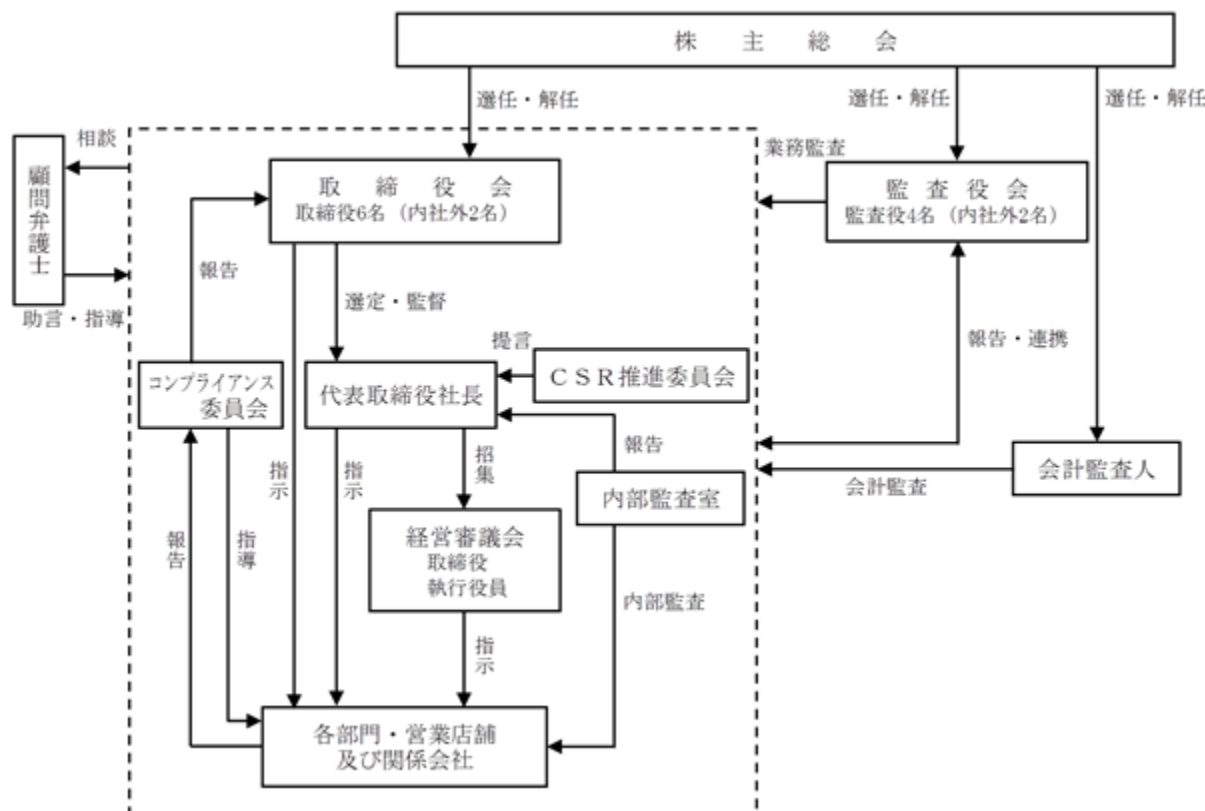 株主総会
選任・解任
選任・解任
選任・解任
相談
顧問弁護士
助言・指導
取締役会
取締役6名（内社外2名）
業務監査
監査役会
監査役4名（内社外2名）
報告
選定・監督
報告・連携
提言
コンプライアンス
委員会
代表取締役社長
CSR推進委員会
報告
招集
指示
指示
内部監査室
会計監査人
会計監査
経営審議会
取締役
執行役員
報告
指導
内部監査
指示
各部門・営業店舗
及び関係会社